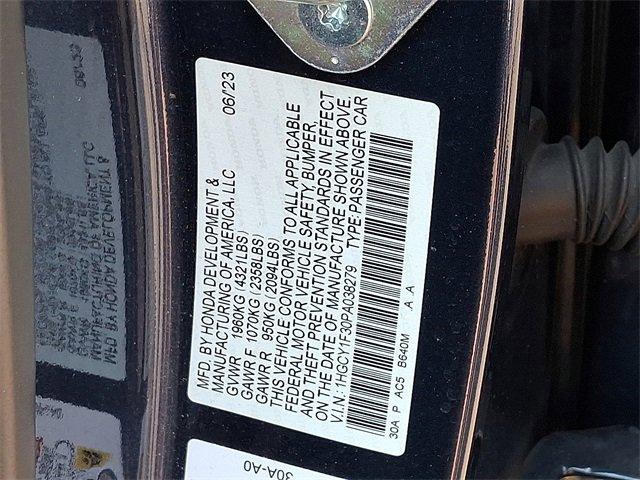 MFD. BY HONDA DEVELOPMENT &
MANUFACTURING OF AMERICA, LLC 06/23
GVWR 1960KG (4321LBS)
GAWR F 1070KG (2358LBS)
GAWR R 950KG (2094LBS)
THIS VEHICLE CONFORMS TO ALL APPLICABLE
FEDERAL MOTOR VEHICLE SAFETY, BUMPER,
AND THEFT PREVENTION STANDARDS IN EFFECT
ON THE DATE OF MANUFACTURE SHOWN ABOVE.
V.I.N.: 1HGCY1F30PA038279 TYPE: PASSENGER CAR
30A P AC5 B640M A A
30A-A0